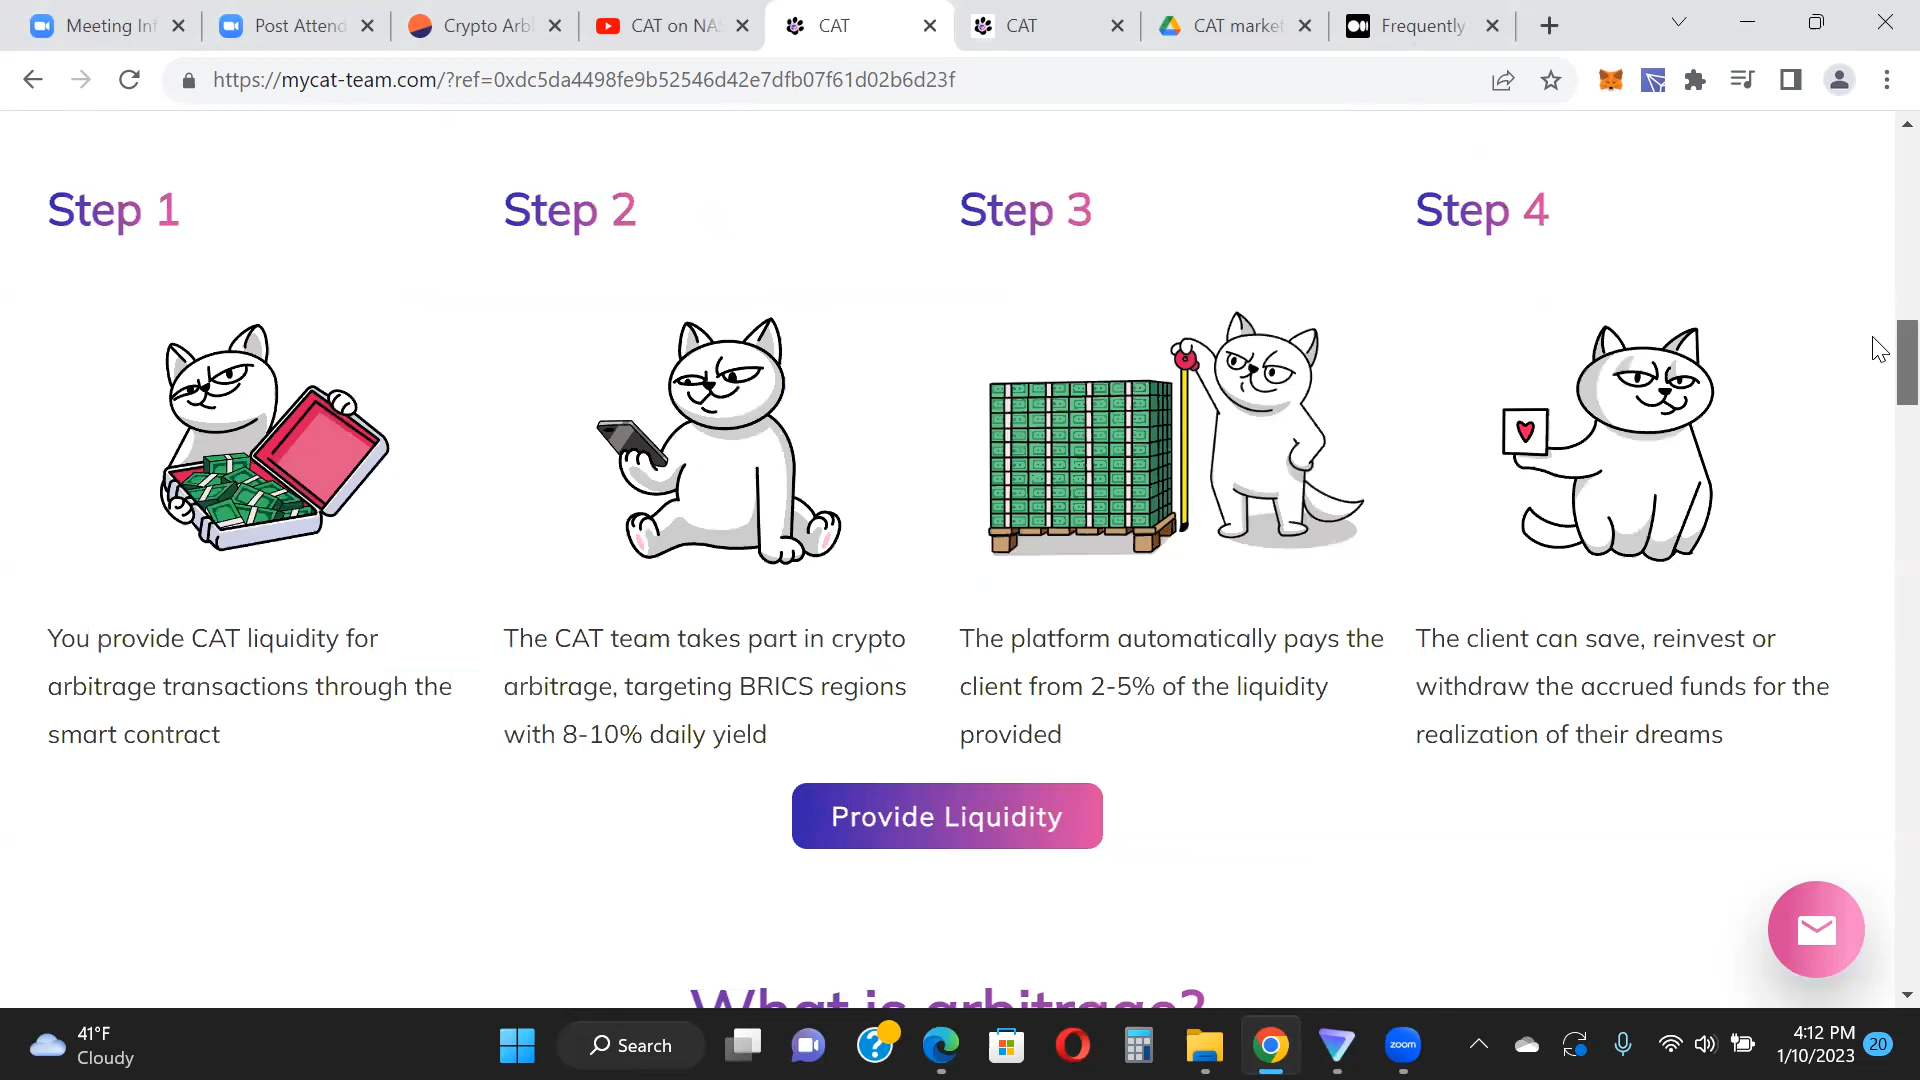 Meeting Inf
Post Attend
Crypto Arb
CAT on NA
CAT
CAT
CAT market
Frequently
https://mycat-team.com/?ref=0xdc5da4498fe9b52546d42e7dfb07f61d02b6d23f
Step 1
Step 2
Step 3
Step 4
You provide CAT liquidity for
arbitrage transactions through the
smart contract
The CAT team takes part in crypto
arbitrage, targeting BRICS regions
with 8-10% daily yield
The platform automatically pays the
client from 2-5% of the liquidity
provided
The client can save, reinvest or
withdraw the accrued funds for the
realization of their dreams
Provide Liquidity
What is arbitrage?
41°F
Cloudy
Search
zoom
4:12 PM
1/10/2023
20